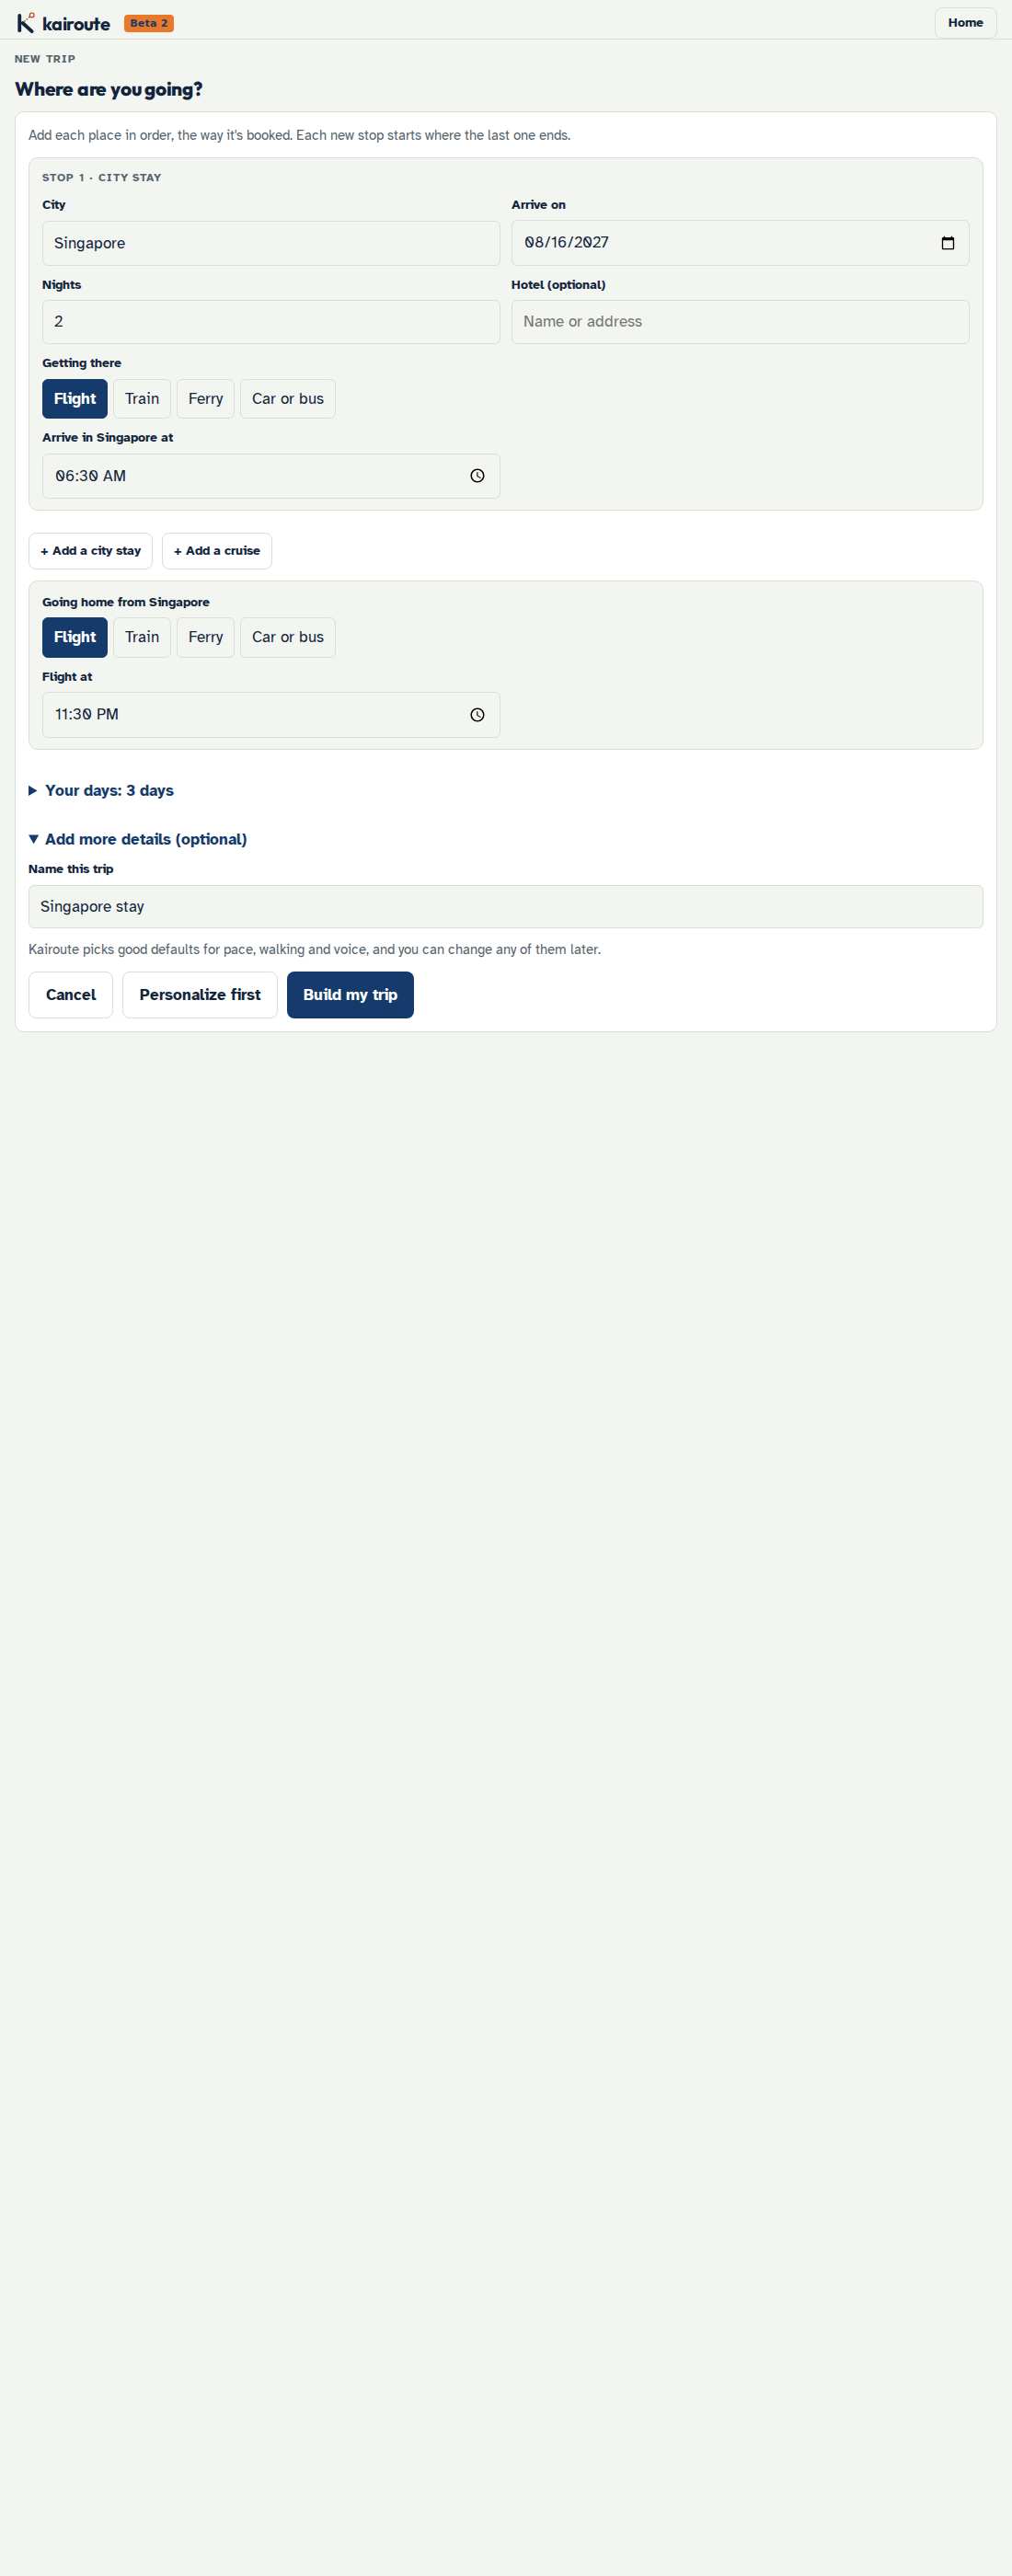 kairoute Beta 2 Home
NEW TRIP
Where are you going?
Add each place in order, the way it's booked. Each new stop starts where the last one ends.
STOP 1 · CITY STAY
City Arrive on
Singapore 08/16/2027
Nights Hotel (optional)
2 Name or address
Getting there
Flight Train Ferry Car or bus
Arrive in Singapore at
06:30 AM
+ Add a city stay + Add a cruise
Going home from Singapore
Flight Train Ferry Car or bus
Flight at
11:30 PM
Your days: 3 days
Add more details (optional)
Name this trip
Singapore stay
Kairoute picks good defaults for pace, walking and voice, and you can change any of them later.
Cancel Personalize first Build my trip